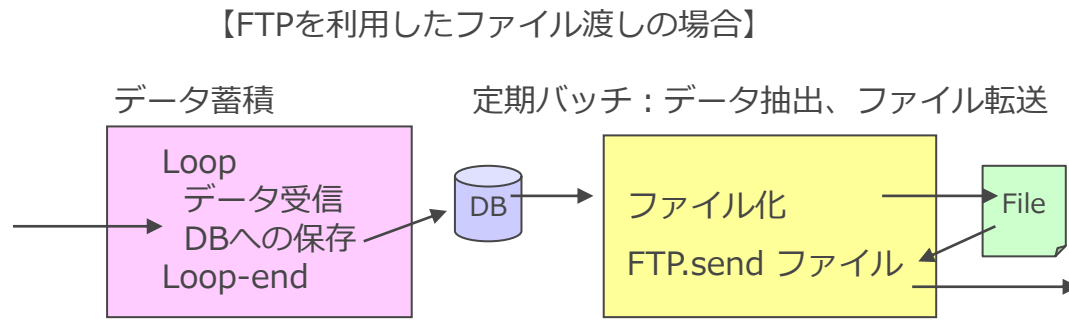 【FTPを利用したファイル渡しの場合】
データ蓄積
定期バッチ：データ抽出、ファイル転送
Loop
データ受信
DBへの保存
Loop-end
DB
ファイル化
FTP.send ファイル
File